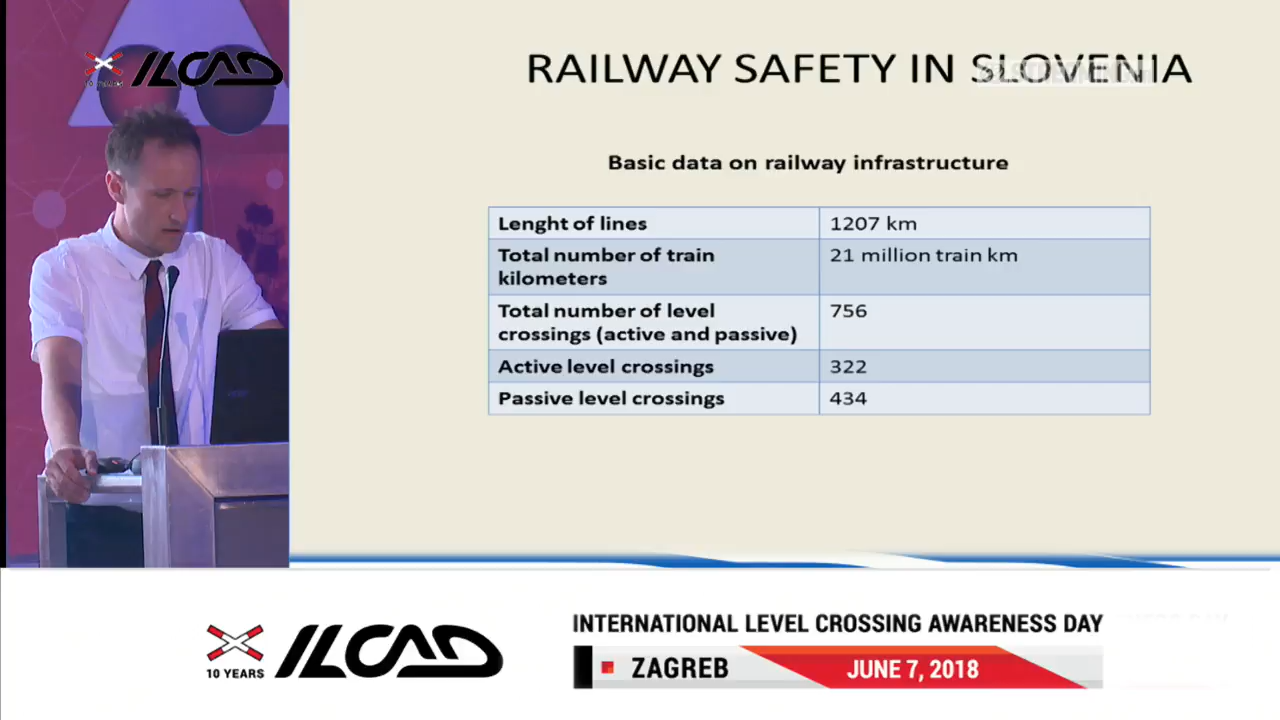 ILCAD
10 YEARS
RAILWAY SAFETY IN SLOVENIA
Basic data on railway infrastructure
Lenght of lines 1207 km
Total number of train 21 million train km
kilometers
Total number of level 756
crossings (active and passive)
Active level crossings 322
Passive level crossings 434
ILCAD
10 YEARS
INTERNATIONAL LEVEL CROSSING AWARENESS DAY
ZAGREB JUNE 7, 2018